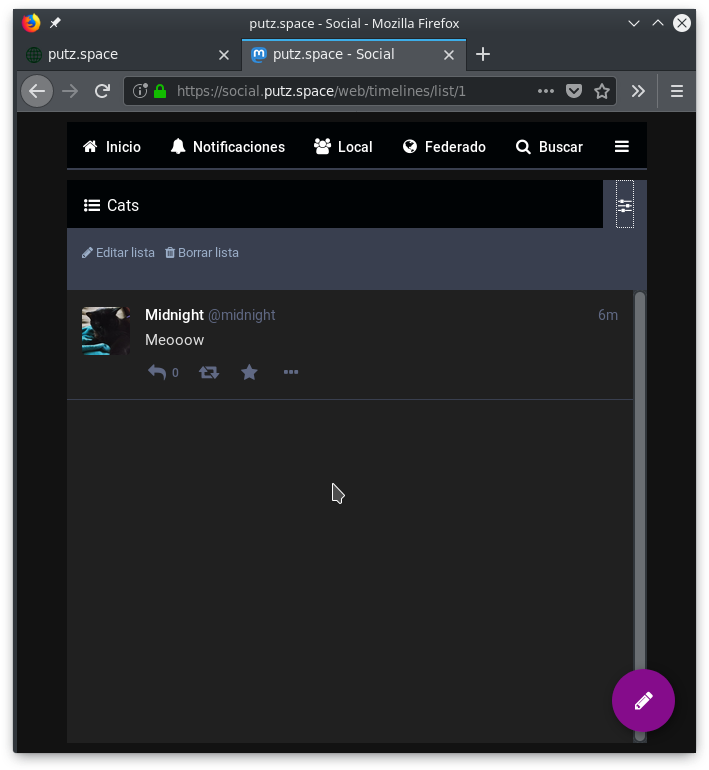 putz.space - Social - Mozilla Firefox
putz.space
putz.space - Social
https://social.putz.space/web/timelines/list/1
Inicio Notificaciones Local Federado Buscar
Cats
Editar lista Borrar lista
Midnight @midnight 6m
Meooow
0